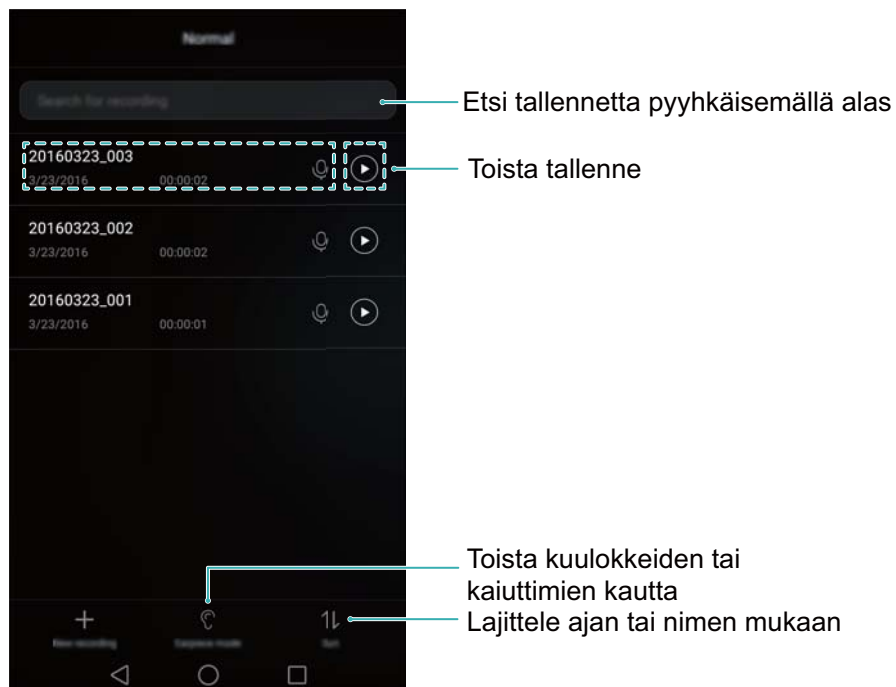 Normal
Search for recording
Etsi tallennetta pyyhkäisemällä alas
20160323_003
3/23/2016 00:00:02
Toista tallenne
20160323_002
3/23/2016 00:00:02
20160323_001
3/23/2016 00:00:01
Toista kuulokkeiden tai
kaiuttimien kautta
Lajittele ajan tai nimen mukaan
New recording Earpiece mode Sort